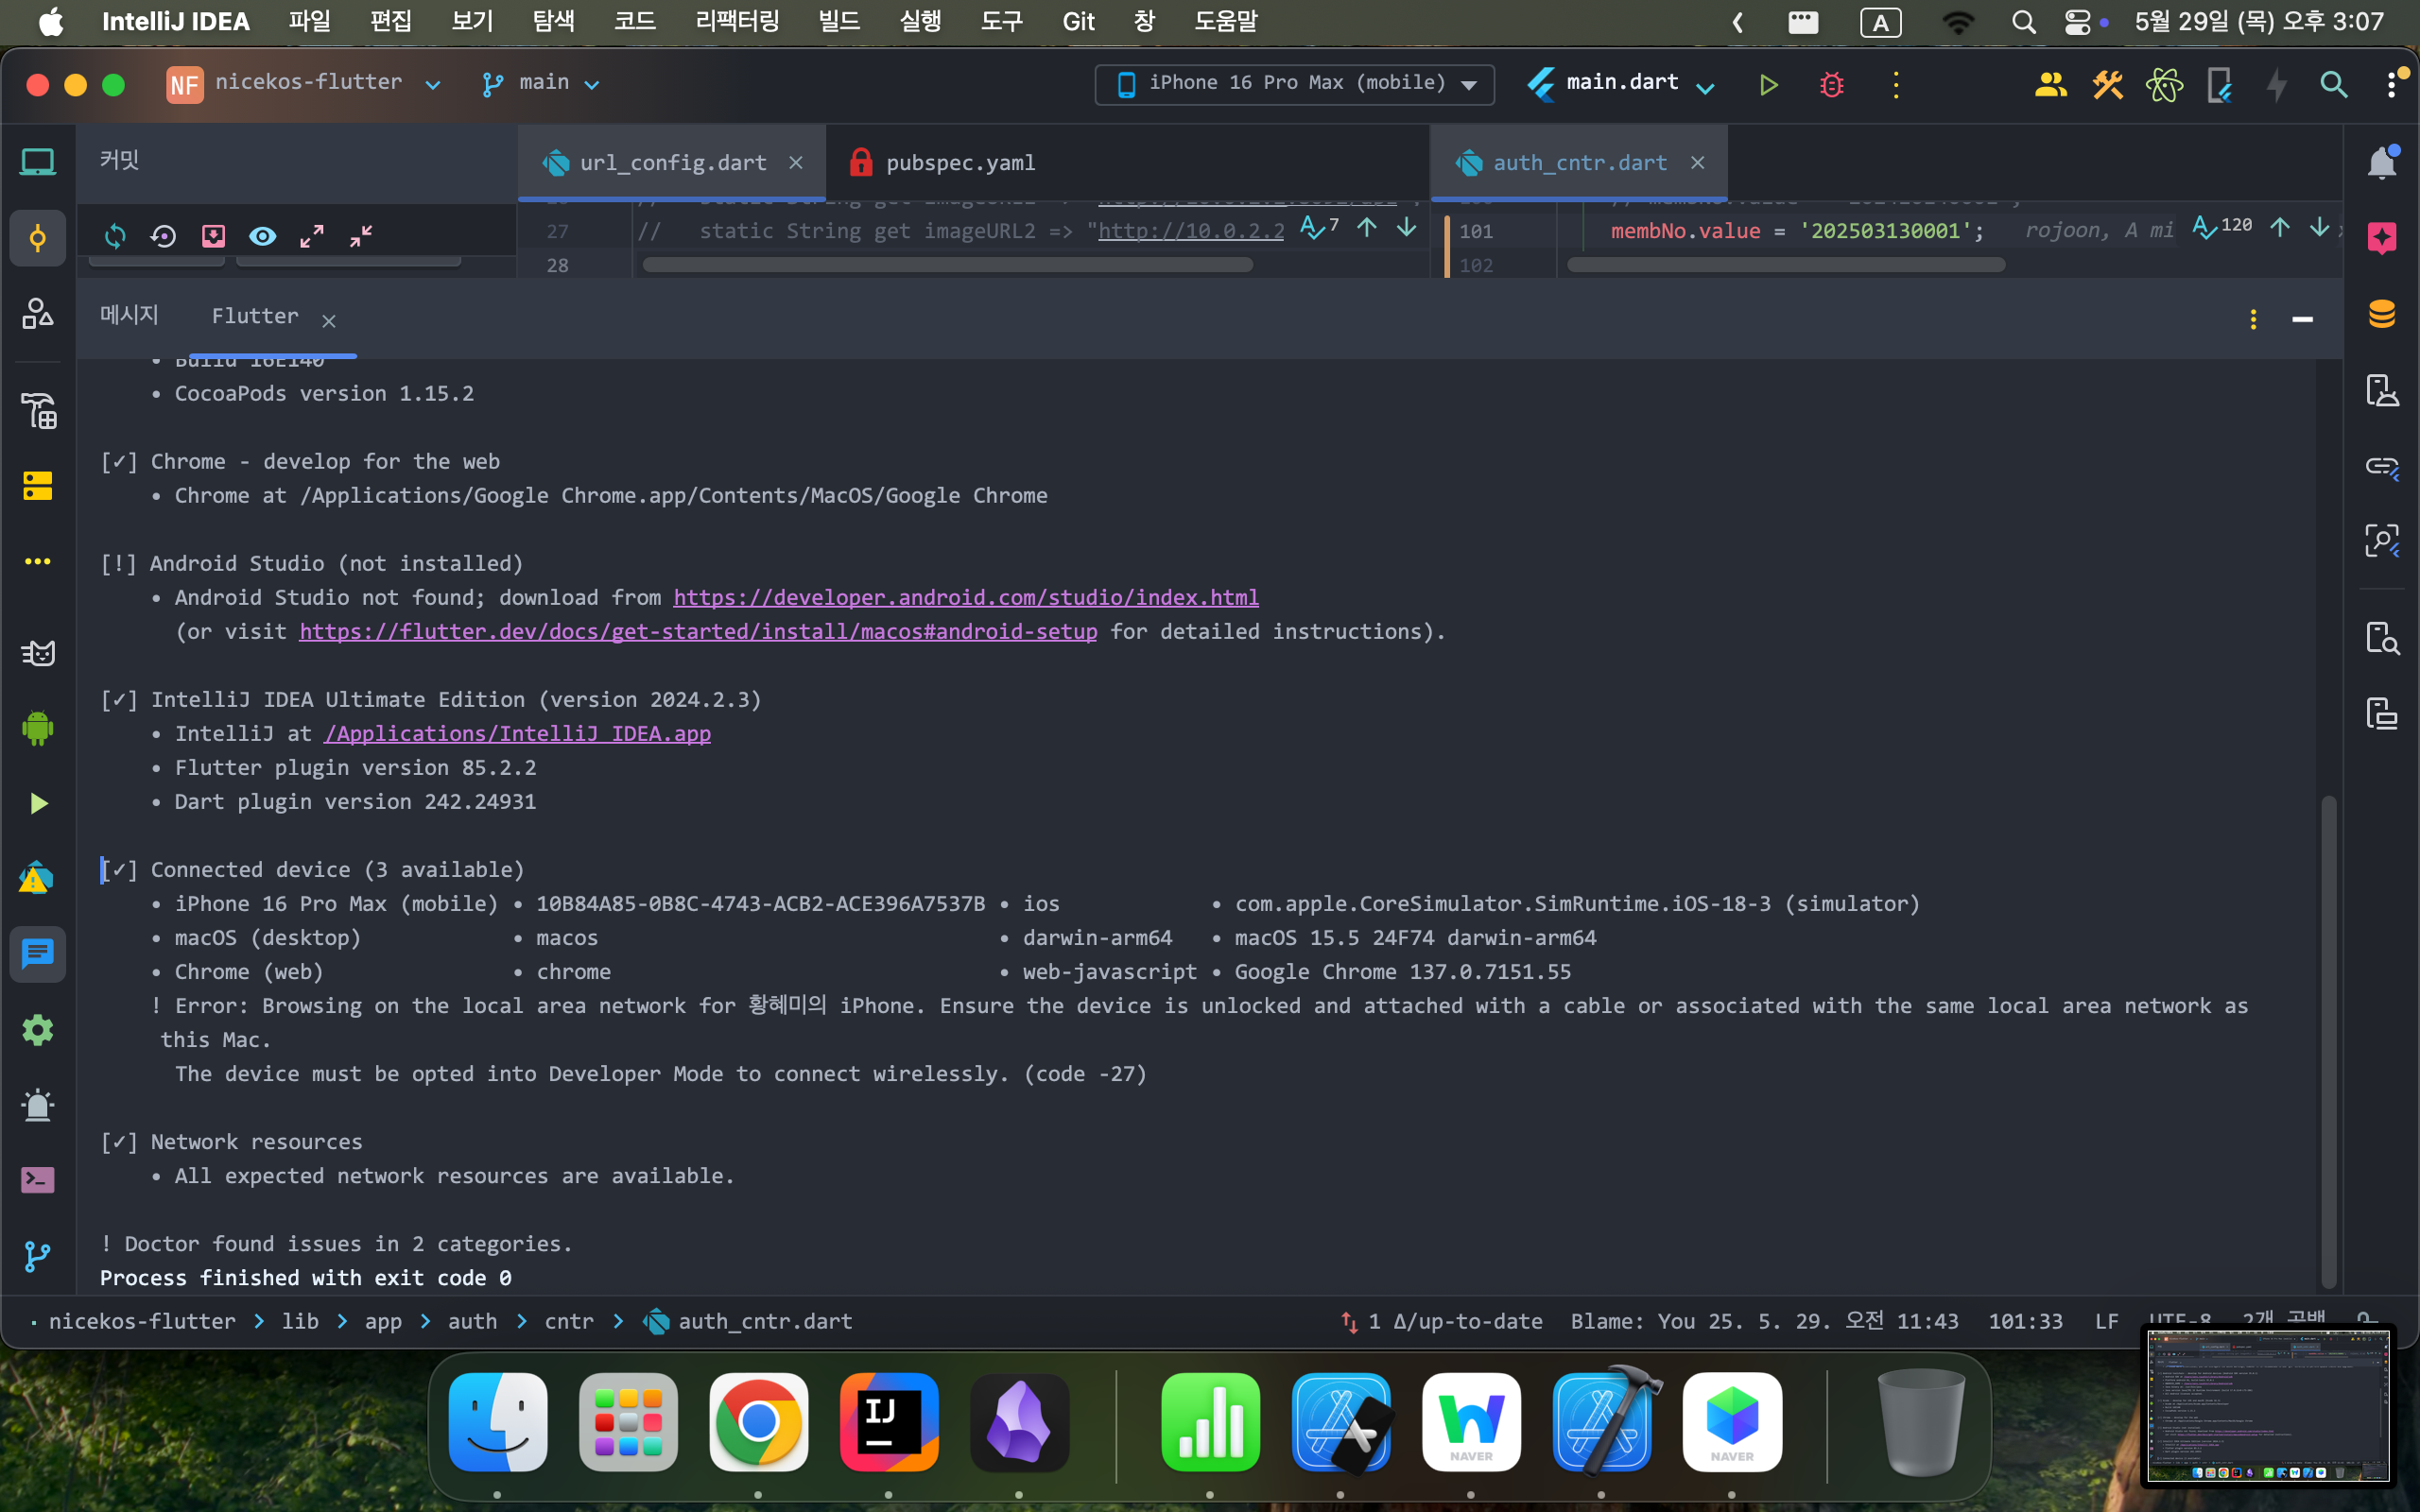 IntelliJ IDEA 파일 편집 보기 탐색 코드 리팩터링 빌드 실행 도구 Git 창 도움말 A 5월 29일 (목) 오후 3:07
NF nicekos-flutter main iPhone 16 Pro Max (mobile) main.dart
커밋 url_config.dart pubspec.yaml auth_cntr.dart
27 // static String get imageURL2 => "http://10.0.2.2 7 101 membNo.value = '202503130001'; rojoon, A mi 120
28 102
메시지 Flutter
• Build 16E140
• CocoaPods version 1.15.2
[✓] Chrome - develop for the web
• Chrome at /Applications/Google Chrome.app/Contents/MacOS/Google Chrome
[!] Android Studio (not installed)
• Android Studio not found; download from https://developer.android.com/studio/index.html
(or visit https://flutter.dev/docs/get-started/install/macos#android-setup for detailed instructions).
[✓] IntelliJ IDEA Ultimate Edition (version 2024.2.3)
• IntelliJ at /Applications/IntelliJ IDEA.app
• Flutter plugin version 85.2.2
• Dart plugin version 242.24931
[✓] Connected device (3 available)
• iPhone 16 Pro Max (mobile) • 10B84A85-0B8C-4743-ACB2-ACE396A7537B • ios • com.apple.CoreSimulator.SimRuntime.iOS-18-3 (simulator)
• macOS (desktop) • macos • darwin-arm64 • macOS 15.5 24F74 darwin-arm64
• Chrome (web) • chrome • web-javascript • Google Chrome 137.0.7151.55
! Error: Browsing on the local area network for 황혜미의 iPhone. Ensure the device is unlocked and attached with a cable or associated with the same local area network as
this Mac.
The device must be opted into Developer Mode to connect wirelessly. (code -27)
[✓] Network resources
• All expected network resources are available.
! Doctor found issues in 2 categories.
Process finished with exit code 0
nicekos-flutter > lib > app > auth > cntr > auth_cntr.dart 1 Δ/up-to-date Blame: You 25. 5. 29. 오전 11:43 101:33 LF UTF-8 2개 공백
IJ NAVER NAVER